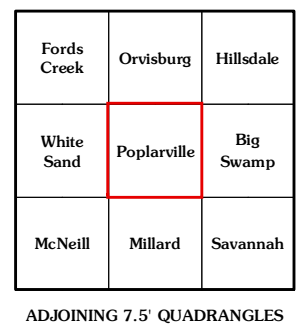 Fords
Creek
Orvisburg
Hillsdale
White
Sand
Poplarville
Big
Swamp
McNeill
Millard
Savannah
ADJOINING 7.5' QUADRANGLES